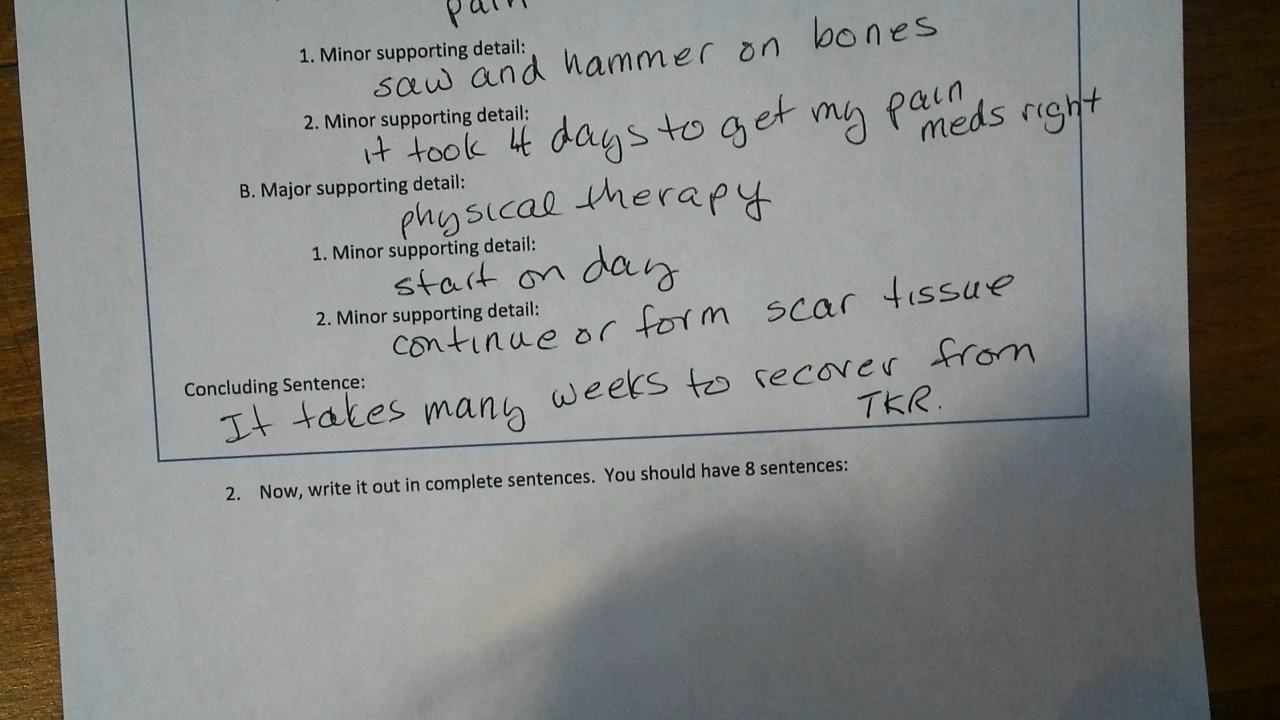 pain
1. Minor supporting detail:
saw and hammer on bones
2. Minor supporting detail:
it took 4 days to get my pain
meds right
B. Major supporting detail:
physical therapy
1. Minor supporting detail:
start on day
2. Minor supporting detail:
continue or form scar tissue
Concluding Sentence:
It takes many weeks to recover from
TKR.
2. Now, write it out in complete sentences. You should have 8 sentences: